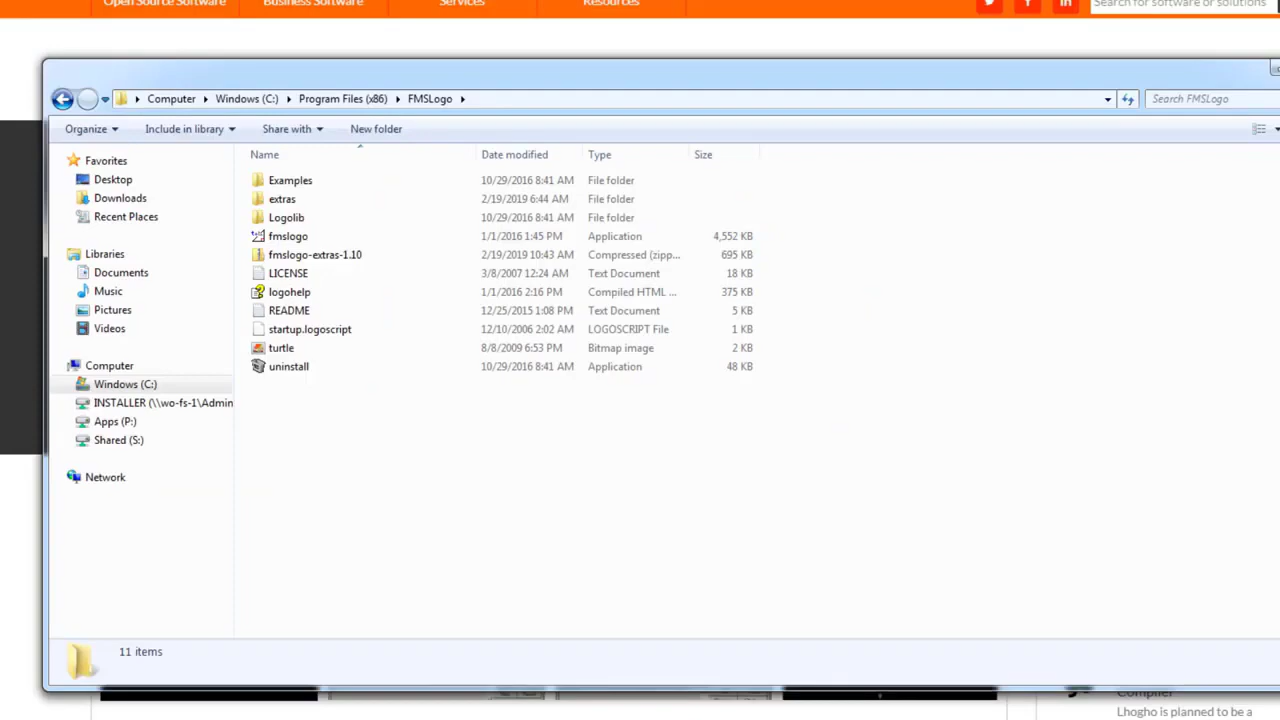 Open Source Software Business Software Services Resources Search for software or solutions
Computer Windows (C:) Program Files (x86) FMSLogo Search FMSLogo
Organize Include in library Share with New folder
Name Date modified Type Size
Favorites
Desktop
Downloads
Recent Places
Libraries
Documents
Music
Pictures
Videos
Computer
Windows (C:)
INSTALLER (\\wo-fs-1\Admin
Apps (P:)
Shared (S:)
Network
Examples 10/29/2016 8:41 AM File folder
extras 2/19/2019 6:44 AM File folder
Logolib 10/29/2016 8:41 AM File folder
fmslogo 1/1/2016 1:45 PM Application 4,552 KB
fmslogo-extras-1.10 2/19/2019 10:43 AM Compressed (zipp... 695 KB
LICENSE 3/8/2007 12:24 AM Text Document 18 KB
logohelp 1/1/2016 2:16 PM Compiled HTML ... 375 KB
README 12/25/2015 1:08 PM Text Document 5 KB
startup.logoscript 12/10/2006 2:02 AM LOGOSCRIPT File 1 KB
turtle 8/8/2009 6:53 PM Bitmap image 2 KB
uninstall 10/29/2016 8:41 AM Application 48 KB
11 items
Compiler
Lhogho is planned to be a